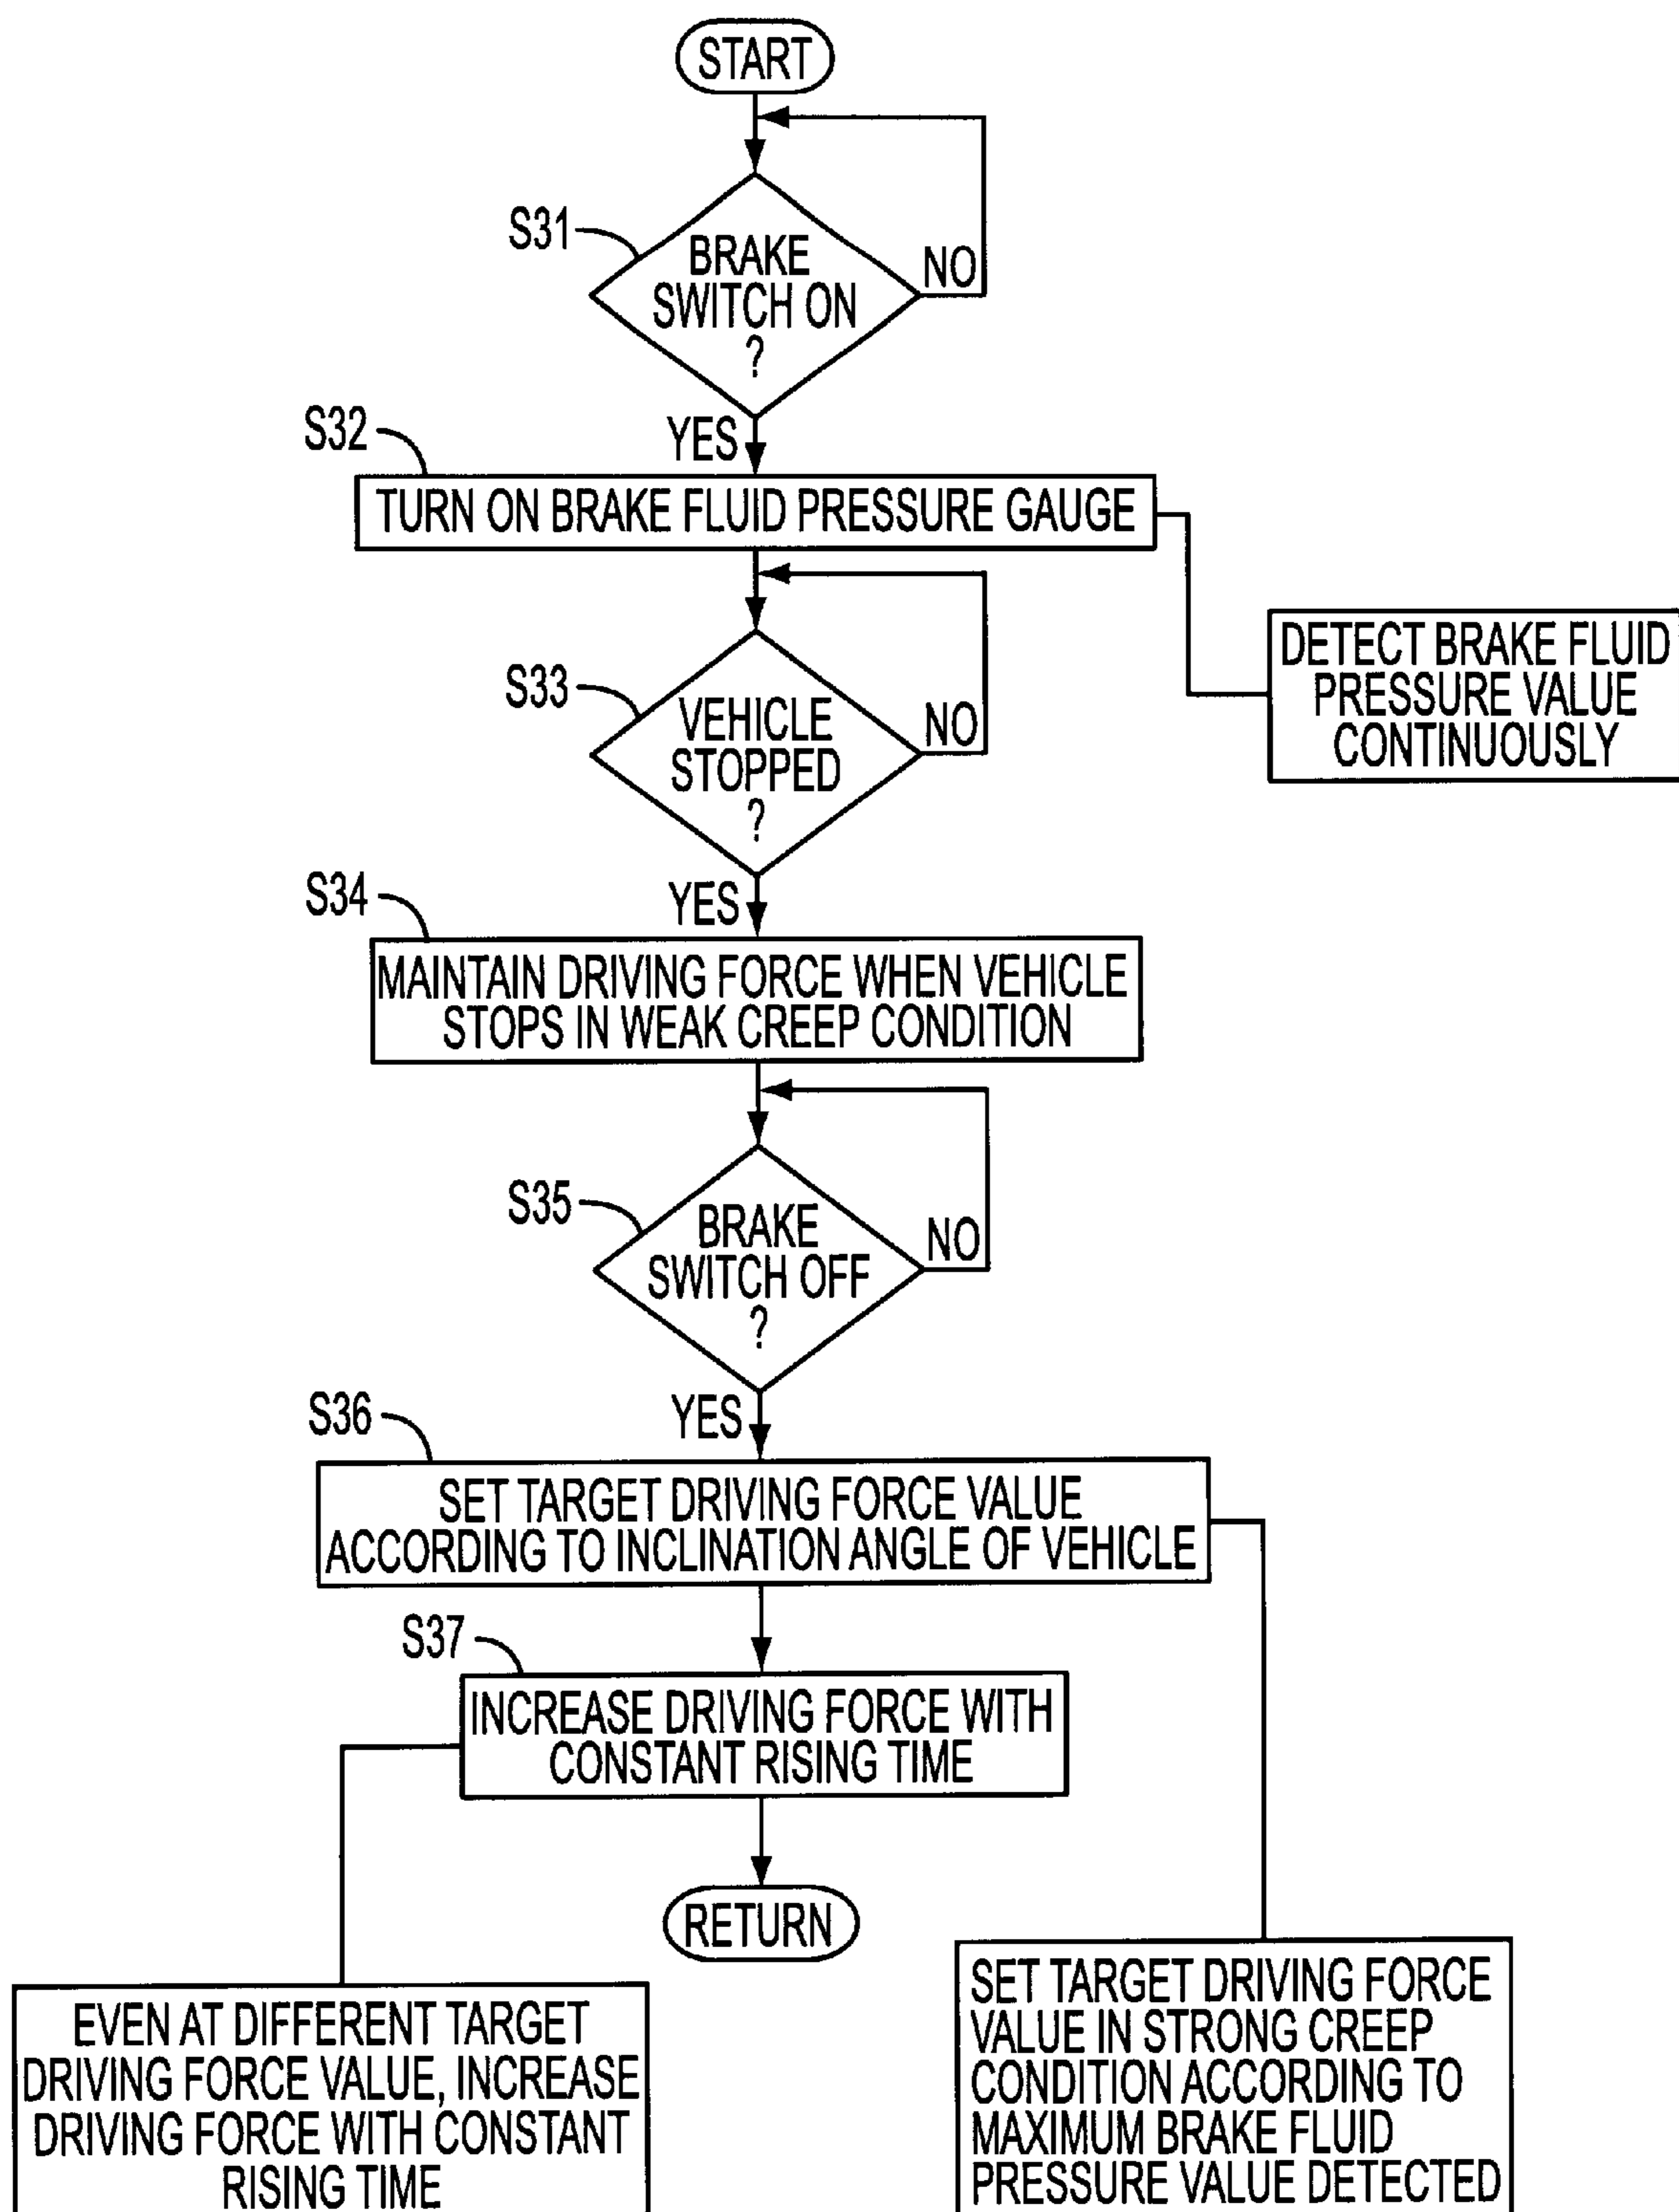 START
S31
BRAKE
SWITCH ON
?
NO
YES
S32
TURN ON BRAKE FLUID PRESSURE GAUGE
DETECT BRAKE FLUID
PRESSURE VALUE
CONTINUOUSLY
S33
VEHICLE
STOPPED
?
NO
YES
S34
MAINTAIN DRIVING FORCE WHEN VEHICLE
STOPS IN WEAK CREEP CONDITION
S35
BRAKE
SWITCH OFF
?
NO
YES
S36
SET TARGET DRIVING FORCE VALUE
ACCORDING TO INCLINATION ANGLE OF VEHICLE
S37
INCREASE DRIVING FORCE WITH
CONSTANT RISING TIME
RETURN
EVEN AT DIFFERENT TARGET
DRIVING FORCE VALUE, INCREASE
DRIVING FORCE WITH CONSTANT
RISING TIME
SET TARGET DRIVING FORCE
VALUE IN STRONG CREEP
CONDITION ACCORDING TO
MAXIMUM BRAKE FLUID
PRESSURE VALUE DETECTED